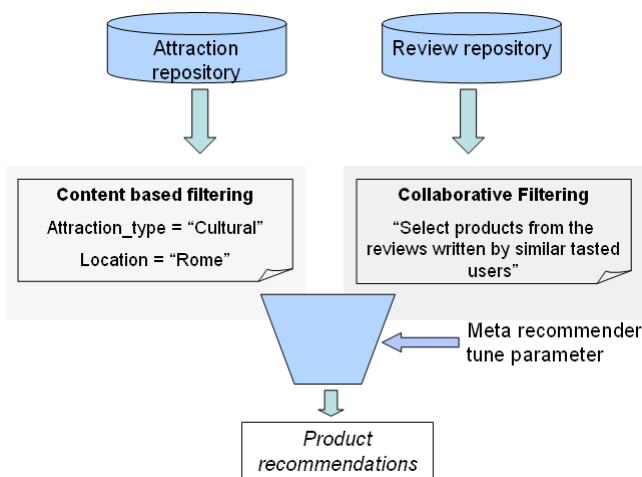 Attraction
repository
Review repository
Content based filtering
Attraction_type = “Cultural”
Location = “Rome”
Collaborative Filtering
“Select products from the
reviews written by similar tasted
users”
Meta recommender
tune parameter
Product
recommendations